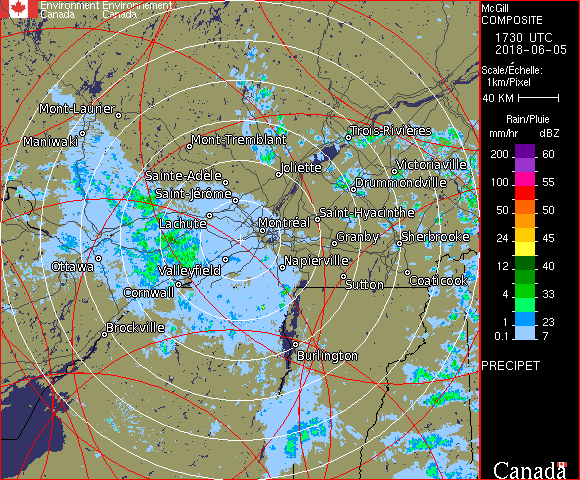 Environment Environnement
Canada Canada
McGill
COMPOSITE
1730 UTC
2018-06-05
Scale/Échelle:
1km/Pixel
40 KM
Rain/Pluie
mm/hr dBZ
200 60
100 55
50 50
24 45
12 40
4 33
1 23
0.1 7
PRECIPET
Canada
Mont-Laurier
Maniwaki
Mont-Tremblant
Trois-Rivières
Joliette
Victoriaville
Sainte-Adèle
Drummondville
Saint-Jérôme
Lachute
Saint-Hyacinthe
Montréal
Granby
Sherbrooke
Ottawa
Valleyfield
Napierville
Cornwall
Sutton
Coaticook
Brockville
Burlington